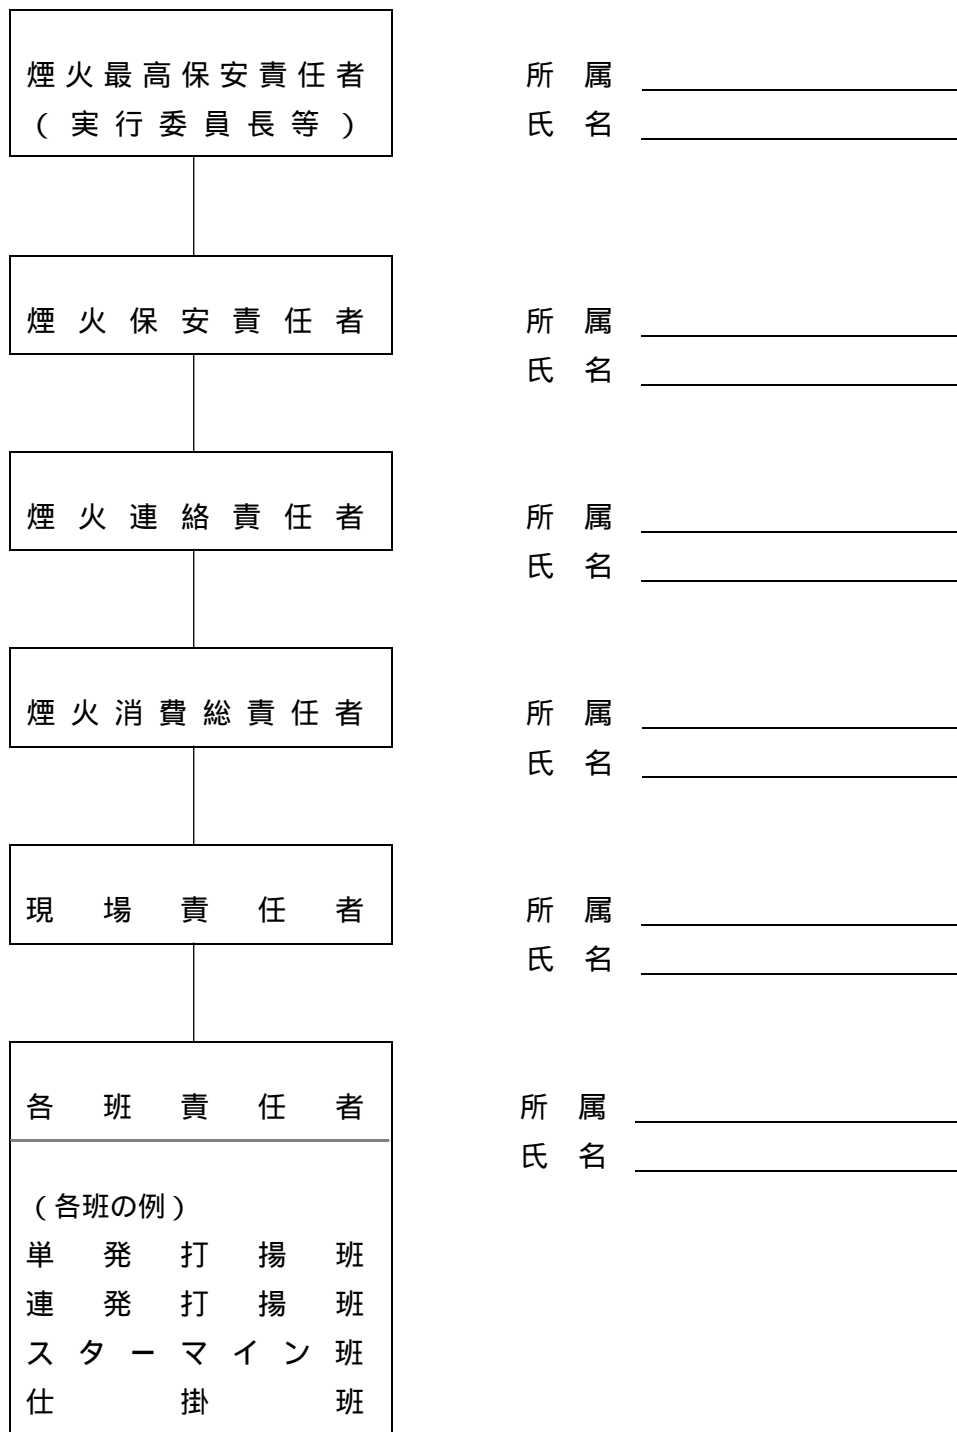 煙火最高保安責任者 所属
(実行委員長等) 氏名
煙火保安責任者 所属
氏名
煙火連絡責任者 所属
氏名
煙火消費総責任者 所属
氏名
現場責任者 所属
氏名
各班責任者 所属
氏名
(各班の例)
単発打揚班
連発打揚班
スターマイン班
仕掛班